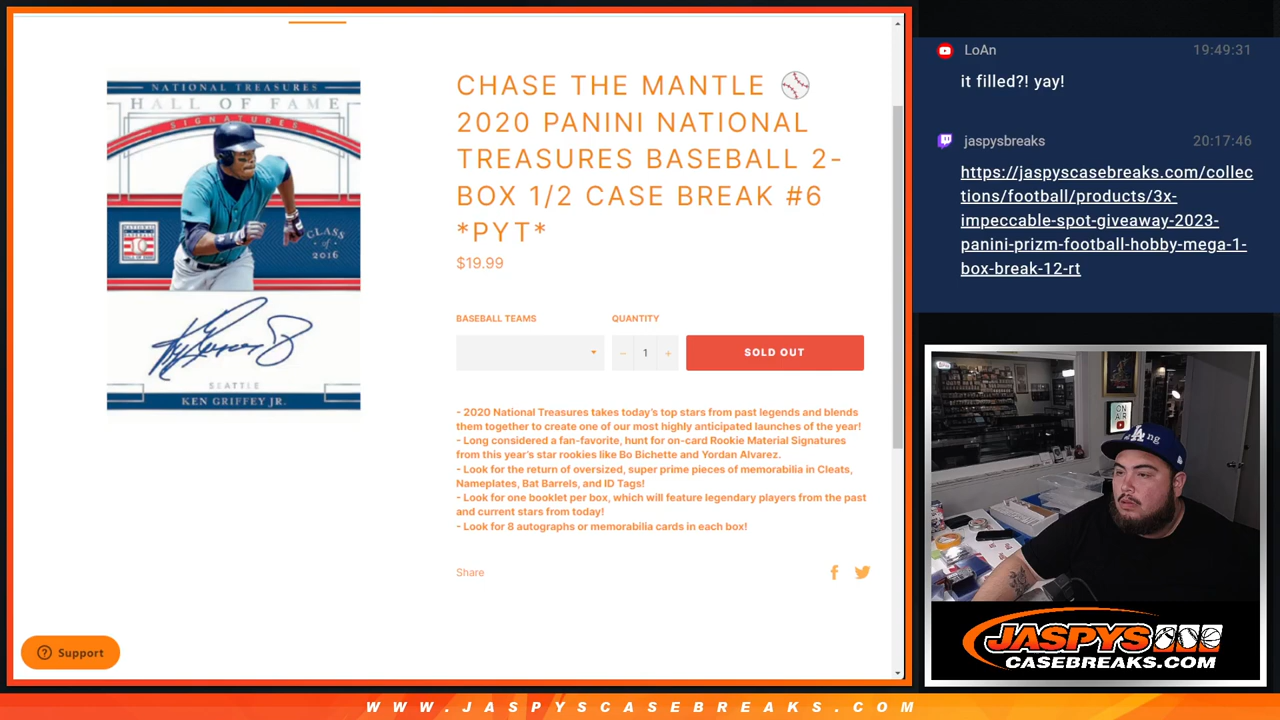 NATIONAL TREASURES
HALL OF FAME
SIGNATURES
CLASS
of
2016
SEATTLE
KEN GRIFFEY JR.
CHASE THE MANTLE ⚾
2020 PANINI NATIONAL
TREASURES BASEBALL 2-
BOX 1/2 CASE BREAK #6
*PYT*
$19.99
BASEBALL TEAMS
QUANTITY
− 1 +
SOLD OUT
- 2020 National Treasures takes today's top stars from past legends and blends
them together to create one of our most highly anticipated launches of the year!
- Long considered a fan-favorite, hunt for on-card Rookie Material Signatures
from this year's star rookies like Bo Bichette and Yordan Alvarez.
- Look for the return of oversized, super prime pieces of memorabilia in Cleats,
Nameplates, Bat Barrels, and ID Tags!
- Look for one booklet per box, which will feature legendary players from the past
and current stars from today!
- Look for 8 autographs or memorabilia cards in each box!
Share
Support
LoAn 19:49:31
it filled?! yay!
jaspysbreaks 20:17:46
https://jaspyscasebreaks.com/collec
tions/football/products/3x-
impeccable-spot-giveaway-2023-
panini-prizm-football-hobby-mega-1-
box-break-12-rt
ON
AIR
LA
JASPYS
CASEBREAKS.COM
WWW.JASPYSCASEBREAKS.COM